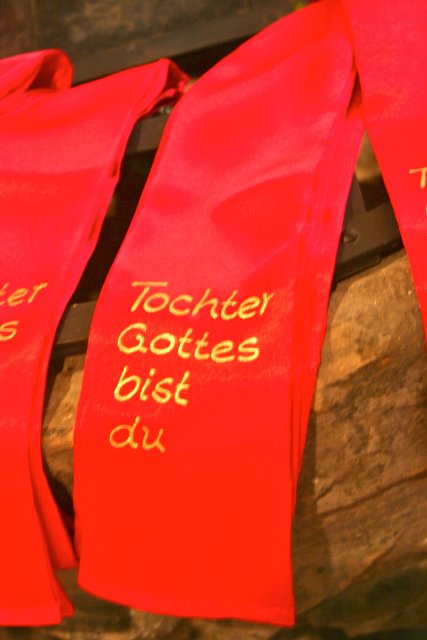 Tochter
Gottes
bist
du